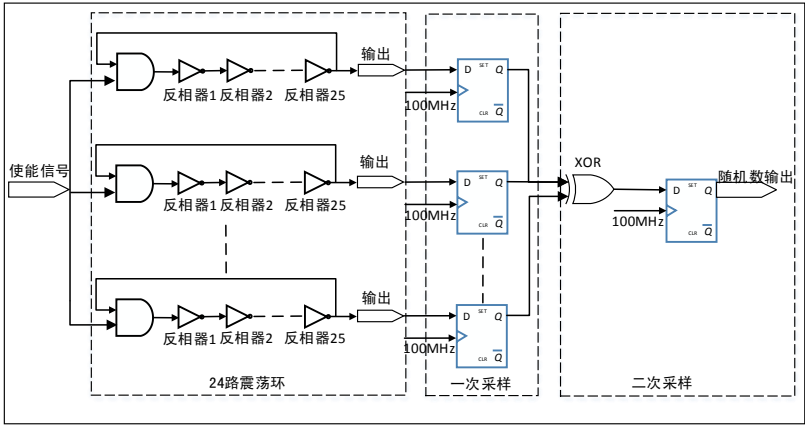 输出
反相器1 反相器2 反相器25
D SET Q
CLR Q
100MHz
使能信号
输出
反相器1 反相器2 反相器25
D SET Q
CLR Q
100MHz
XOR
D SET Q
CLR Q
100MHz
随机数输出
输出
反相器1 反相器2 反相器25
D SET Q
CLR Q
100MHz
24路震荡环
一次采样
二次采样